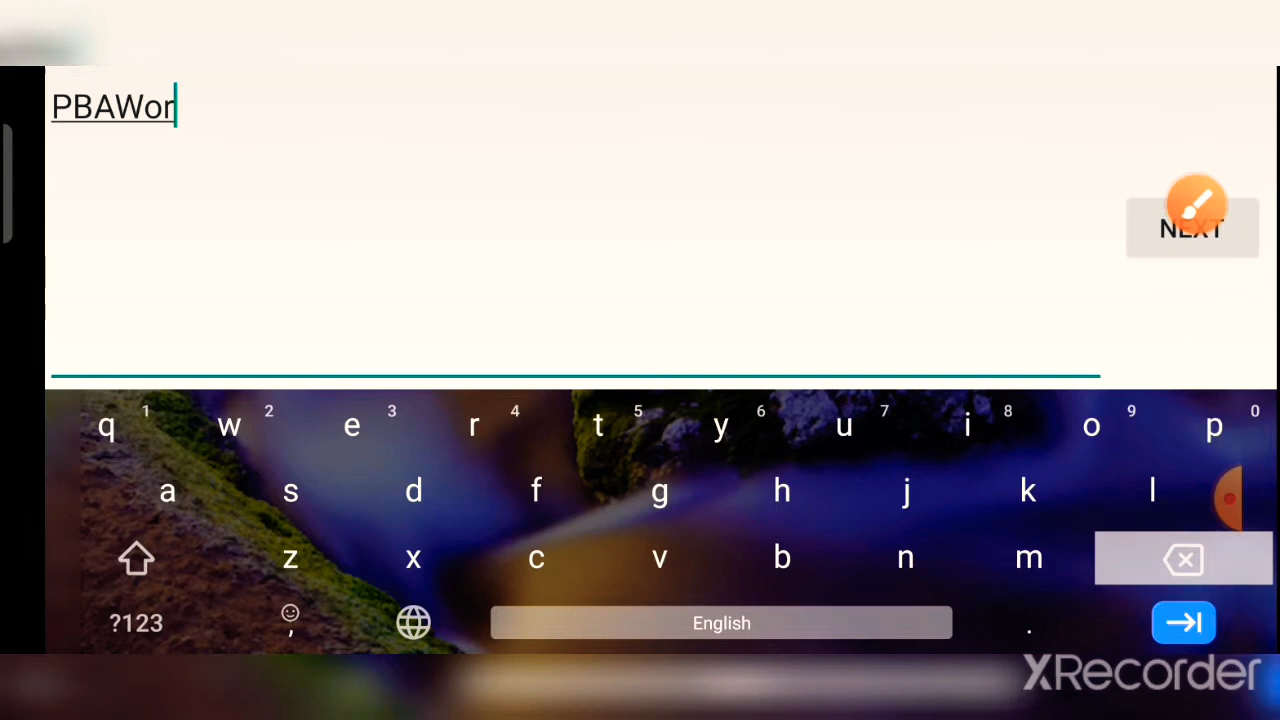 PBAWor
NEXT
q 1 w 2 e 3 r 4 t 5 y 6 u 7 i 8 o 9 p 0
a s d f g h j k l
z x c v b n m
?123 , English .
XRecorder